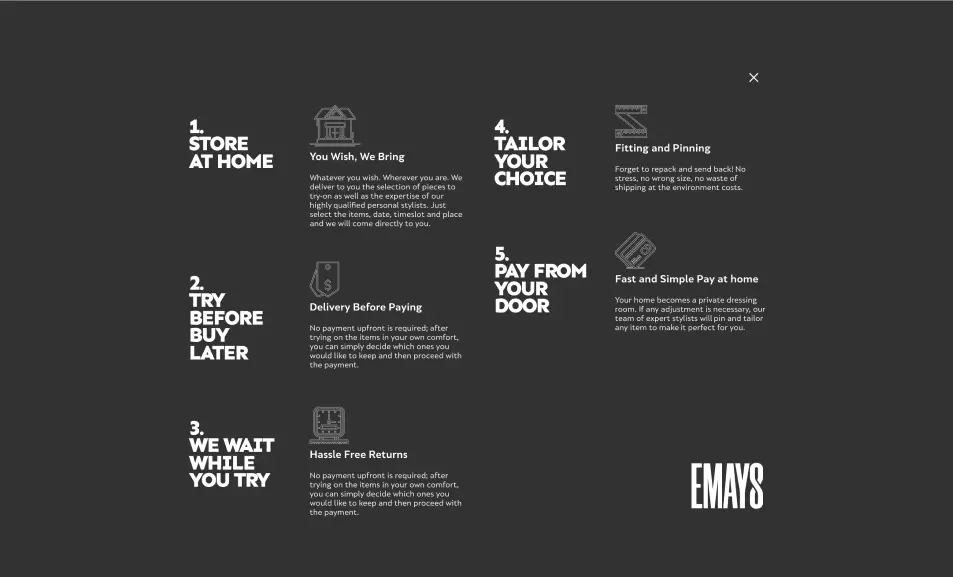 1.
STORE
AT HOME
You Wish, We Bring
Whatever you wish. Wherever you are. We
deliver to you the selection of pieces to
try-on as well as the expertise of our
highly qualified personal stylists. Just
select the items, date, timeslot and place
and we will come directly to you.
2.
TRY
BEFORE
BUY
LATER
$
Delivery Before Paying
No payment upfront is required; after
trying on the items in your own comfort,
you can simply decide which ones you
would like to keep and then proceed with
the payment.
3.
WE WAIT
WHILE
YOU TRY
Hassle Free Returns
No payment upfront is required; after
trying on the items in your own comfort,
you can simply decide which ones you
would like to keep and then proceed with
the payment.
4.
TAILOR
YOUR
CHOICE
Fitting and Pinning
Forget to repack and send back! No
stress, no wrong size, no waste of
shipping at the environment costs.
5.
PAY FROM
YOUR
DOOR
Fast and Simple Pay at home
Your home becomes a private dressing
room. If any adjustment is necessary, our
team of expert stylists will pin and tailor
any item to make it perfect for you.
EMAYS